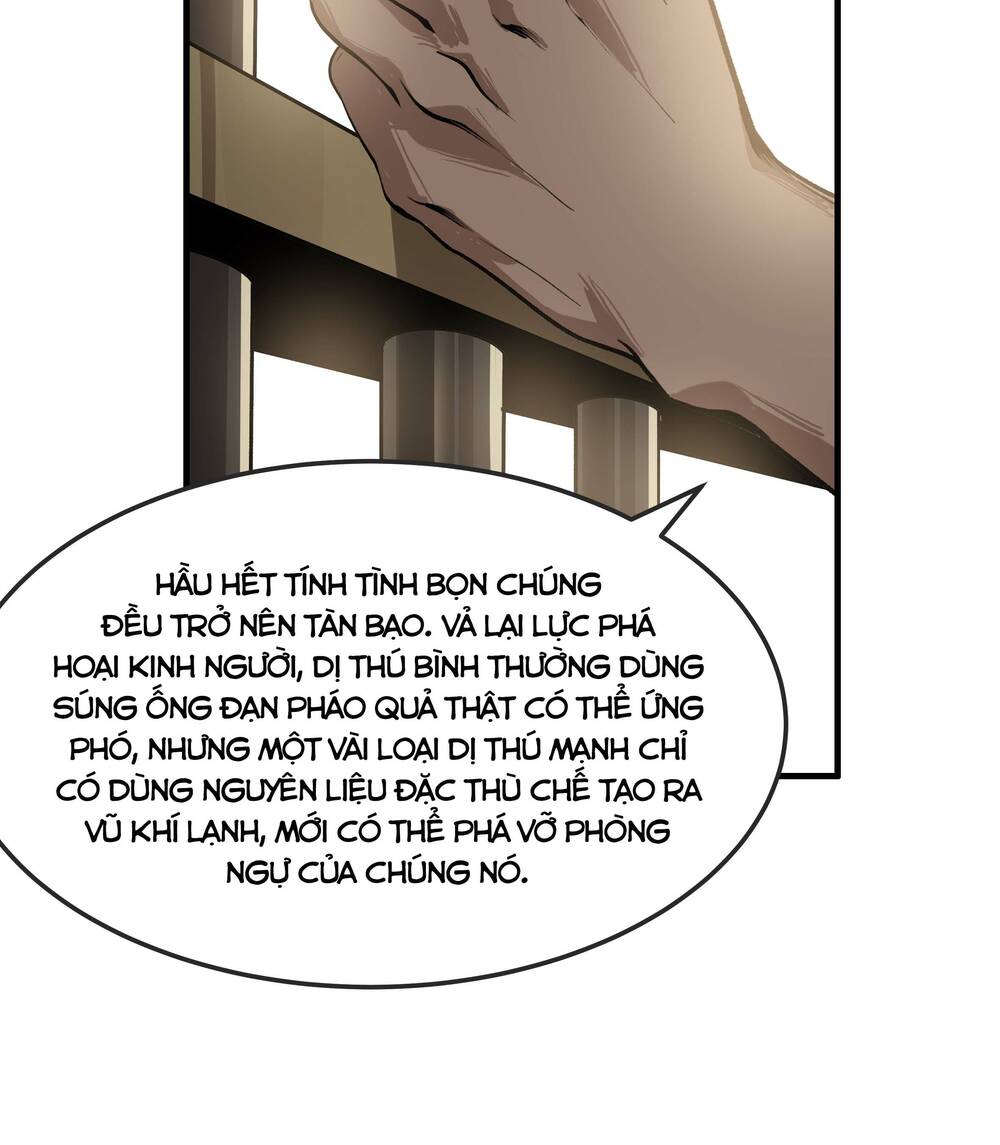 HẦU HẾT TÍNH TÌNH BỌN CHÚNG
ĐỀU TRỞ NÊN TÀN BẠO. VẢ LẠI LỰC PHÁ
HOẠI KINH NGƯỜI, DỊ THÚ BÌNH THƯỜNG DÙNG
SÚNG ỐNG ĐẠN PHÁO QUẢ THẬT CÓ THỂ ỨNG
PHÓ, NHƯNG MỘT VÀI LOẠI DỊ THÚ MẠNH CHỈ
CÓ DÙNG NGUYÊN LIỆU ĐẶC THÙ CHẾ TẠO RA
VŨ KHÍ LẠNH, MỚI CÓ THỂ PHÁ VỠ PHÒNG
NGỰ CỦA CHÚNG NÓ.